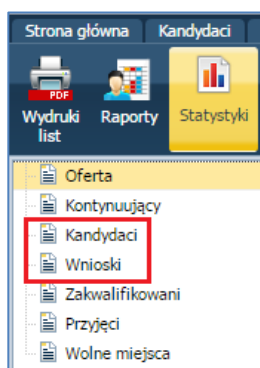 Strona główna Kandydaci
PDF
Wydruki list Raporty Statystyki
Oferta
Kontynuujący
Kandydaci
Wnioski
Zakwalifikowani
Przyjęci
Wolne miejsca